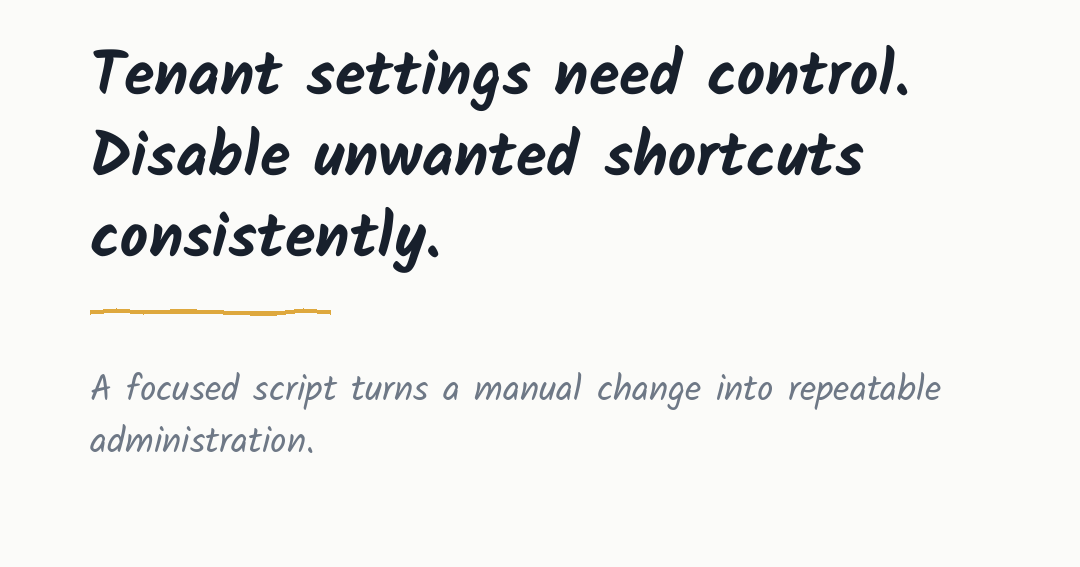 Tenant settings need control.
Disable unwanted shortcuts
consistently.
A focused script turns a manual change into repeatable
administration.